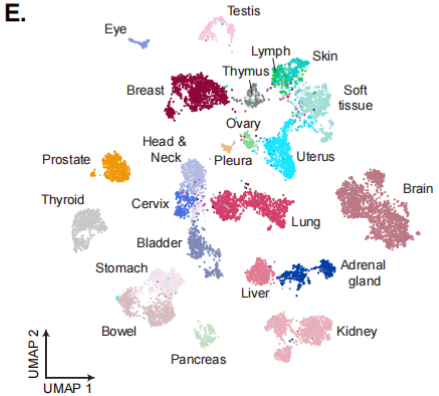 E.
Testis
Eye
Lymph
Skin
Thymus
Breast
Soft
tissue
Ovary
Head &
Neck
Pleura
Uterus
Prostate
Brain
Thyroid
Cervix
Lung
Bladder
Stomach
Adrenal
gland
Liver
Bowel
Kidney
Pancreas
UMAP 2
UMAP 1